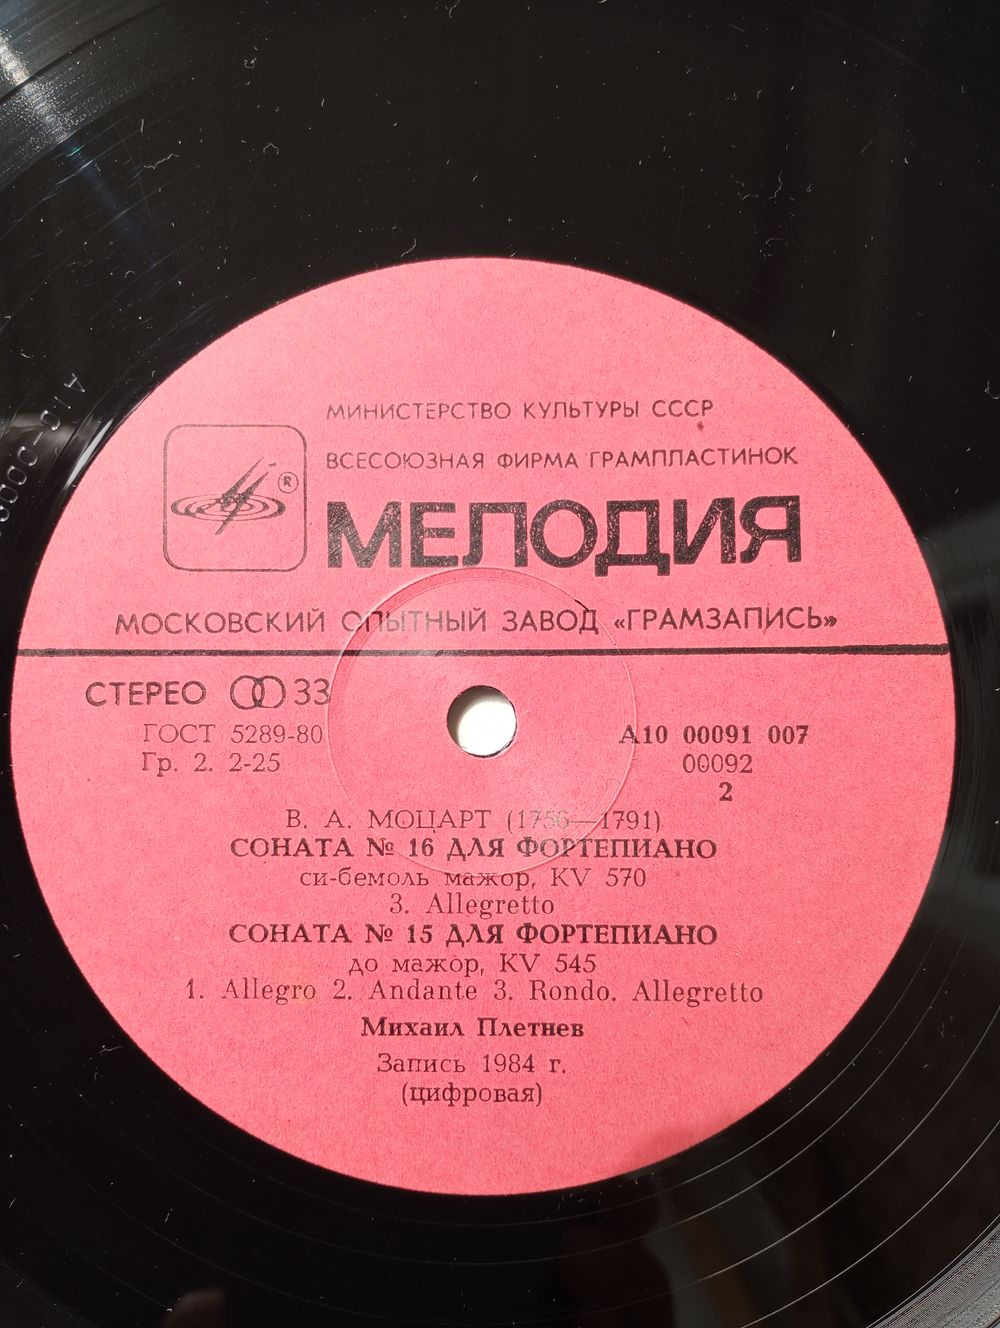 МИНИСТЕРСТВО КУЛЬТУРЫ СССР
ВСЕСОЮЗНАЯ ФИРМА ГРАМПЛАСТИНОК
®
МЕЛОДИЯ
МОСКОВСКИЙ ОПЫТНЫЙ ЗАВОД «ГРАМЗАПИСЬ»
СТЕРЕО 33
ГОСТ 5289-80
Гр. 2. 2-25
А10 00091 007
00092
2
В. А. МОЦАРТ (1756—1791)
СОНАТА № 16 ДЛЯ ФОРТЕПИАНО
си-бемоль мажор, KV 570
3. Allegretto
СОНАТА № 15 ДЛЯ ФОРТЕПИАНО
до мажор, KV 545
1. Allegro 2. Andante 3. Rondo. Allegretto
Михаил Плетнев
Запись 1984 г.
(цифровая)